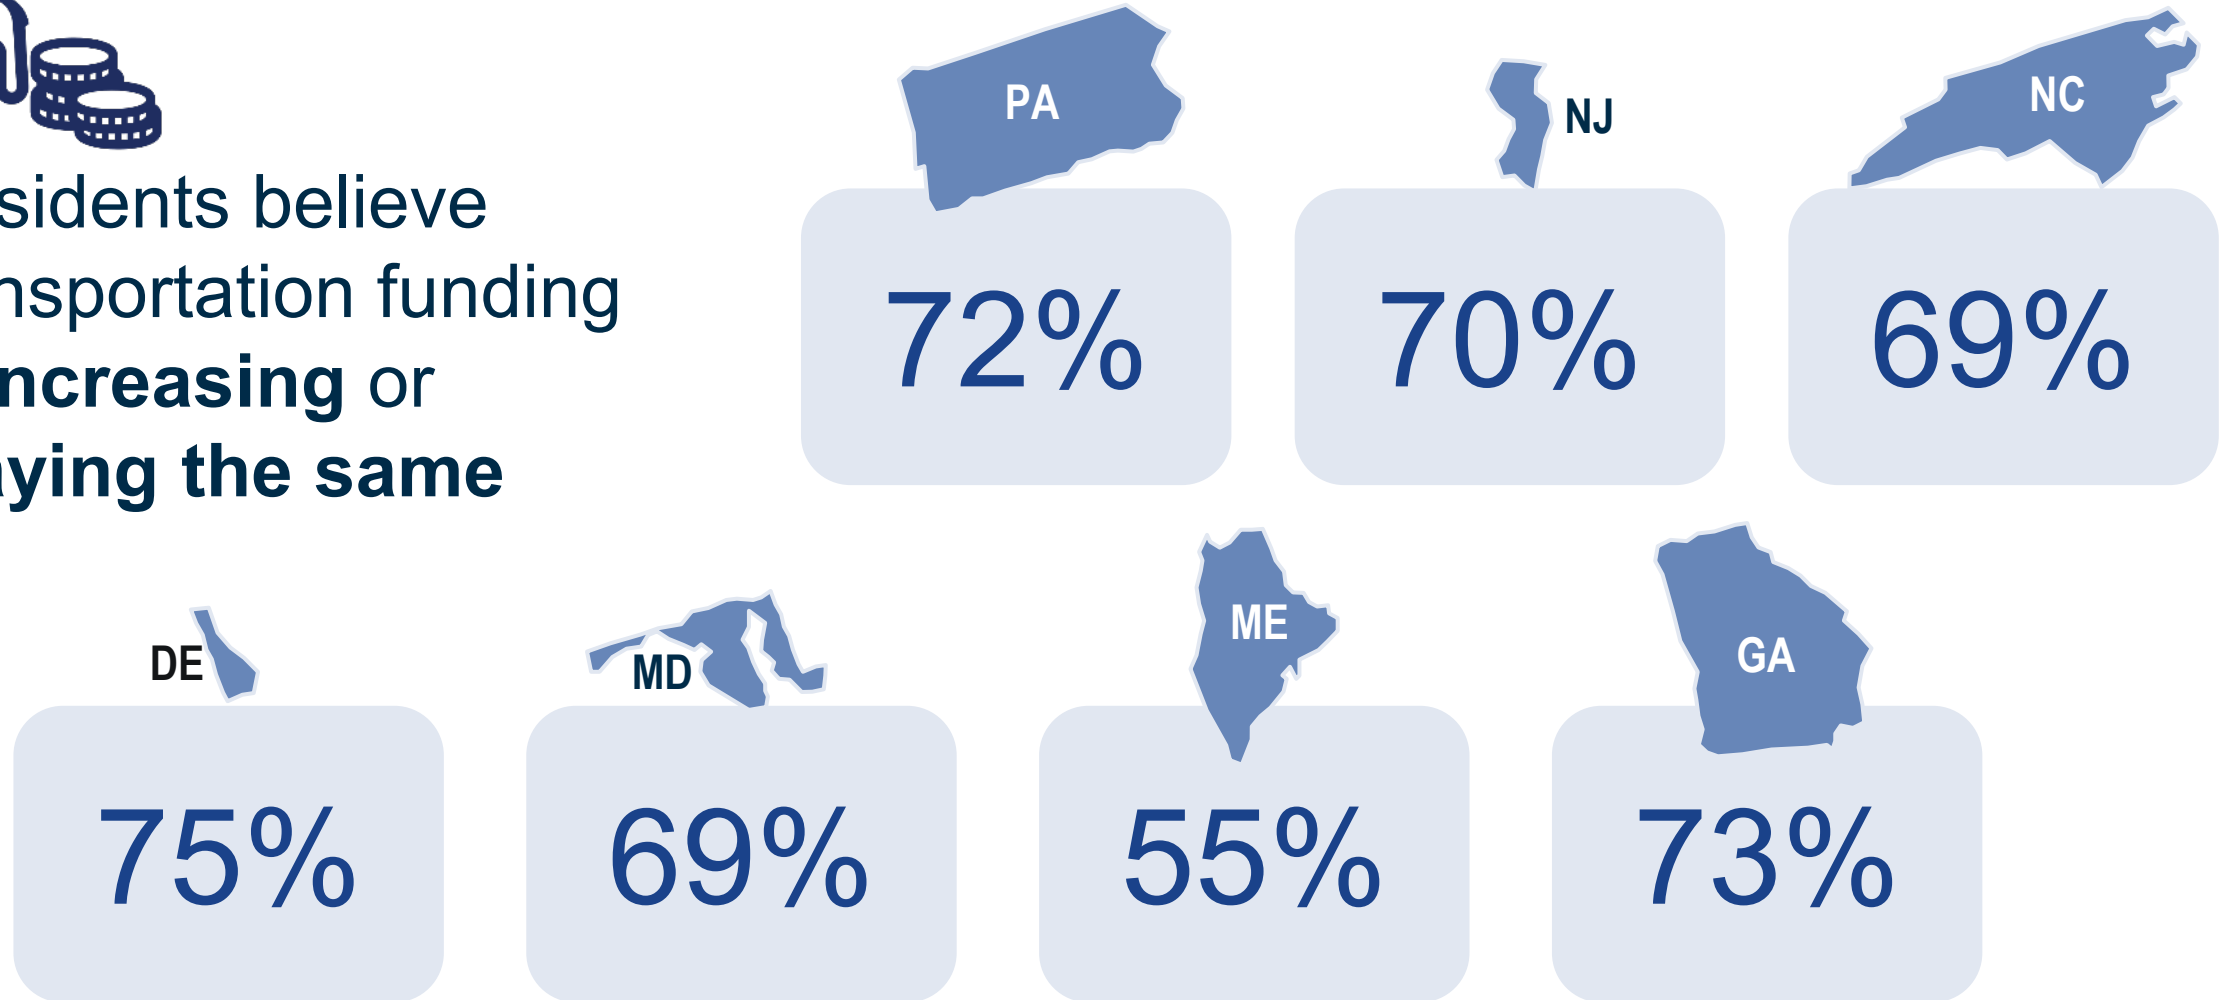 sidents believe
nsportation funding
ncreasing or
aying the same
PA
72%
NJ
70%
NC
69%
DE
75%
MD
69%
ME
55%
GA
73%